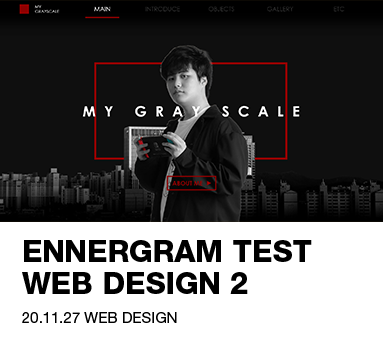 MY
GRAYSCALE
MAIN
INTRODUCE
OBJECTS
GALLERY
ETC
MY GRAY SCALE
ABOUT ME
ENNERGRAM TEST
WEB DESIGN 2
20.11.27 WEB DESIGN